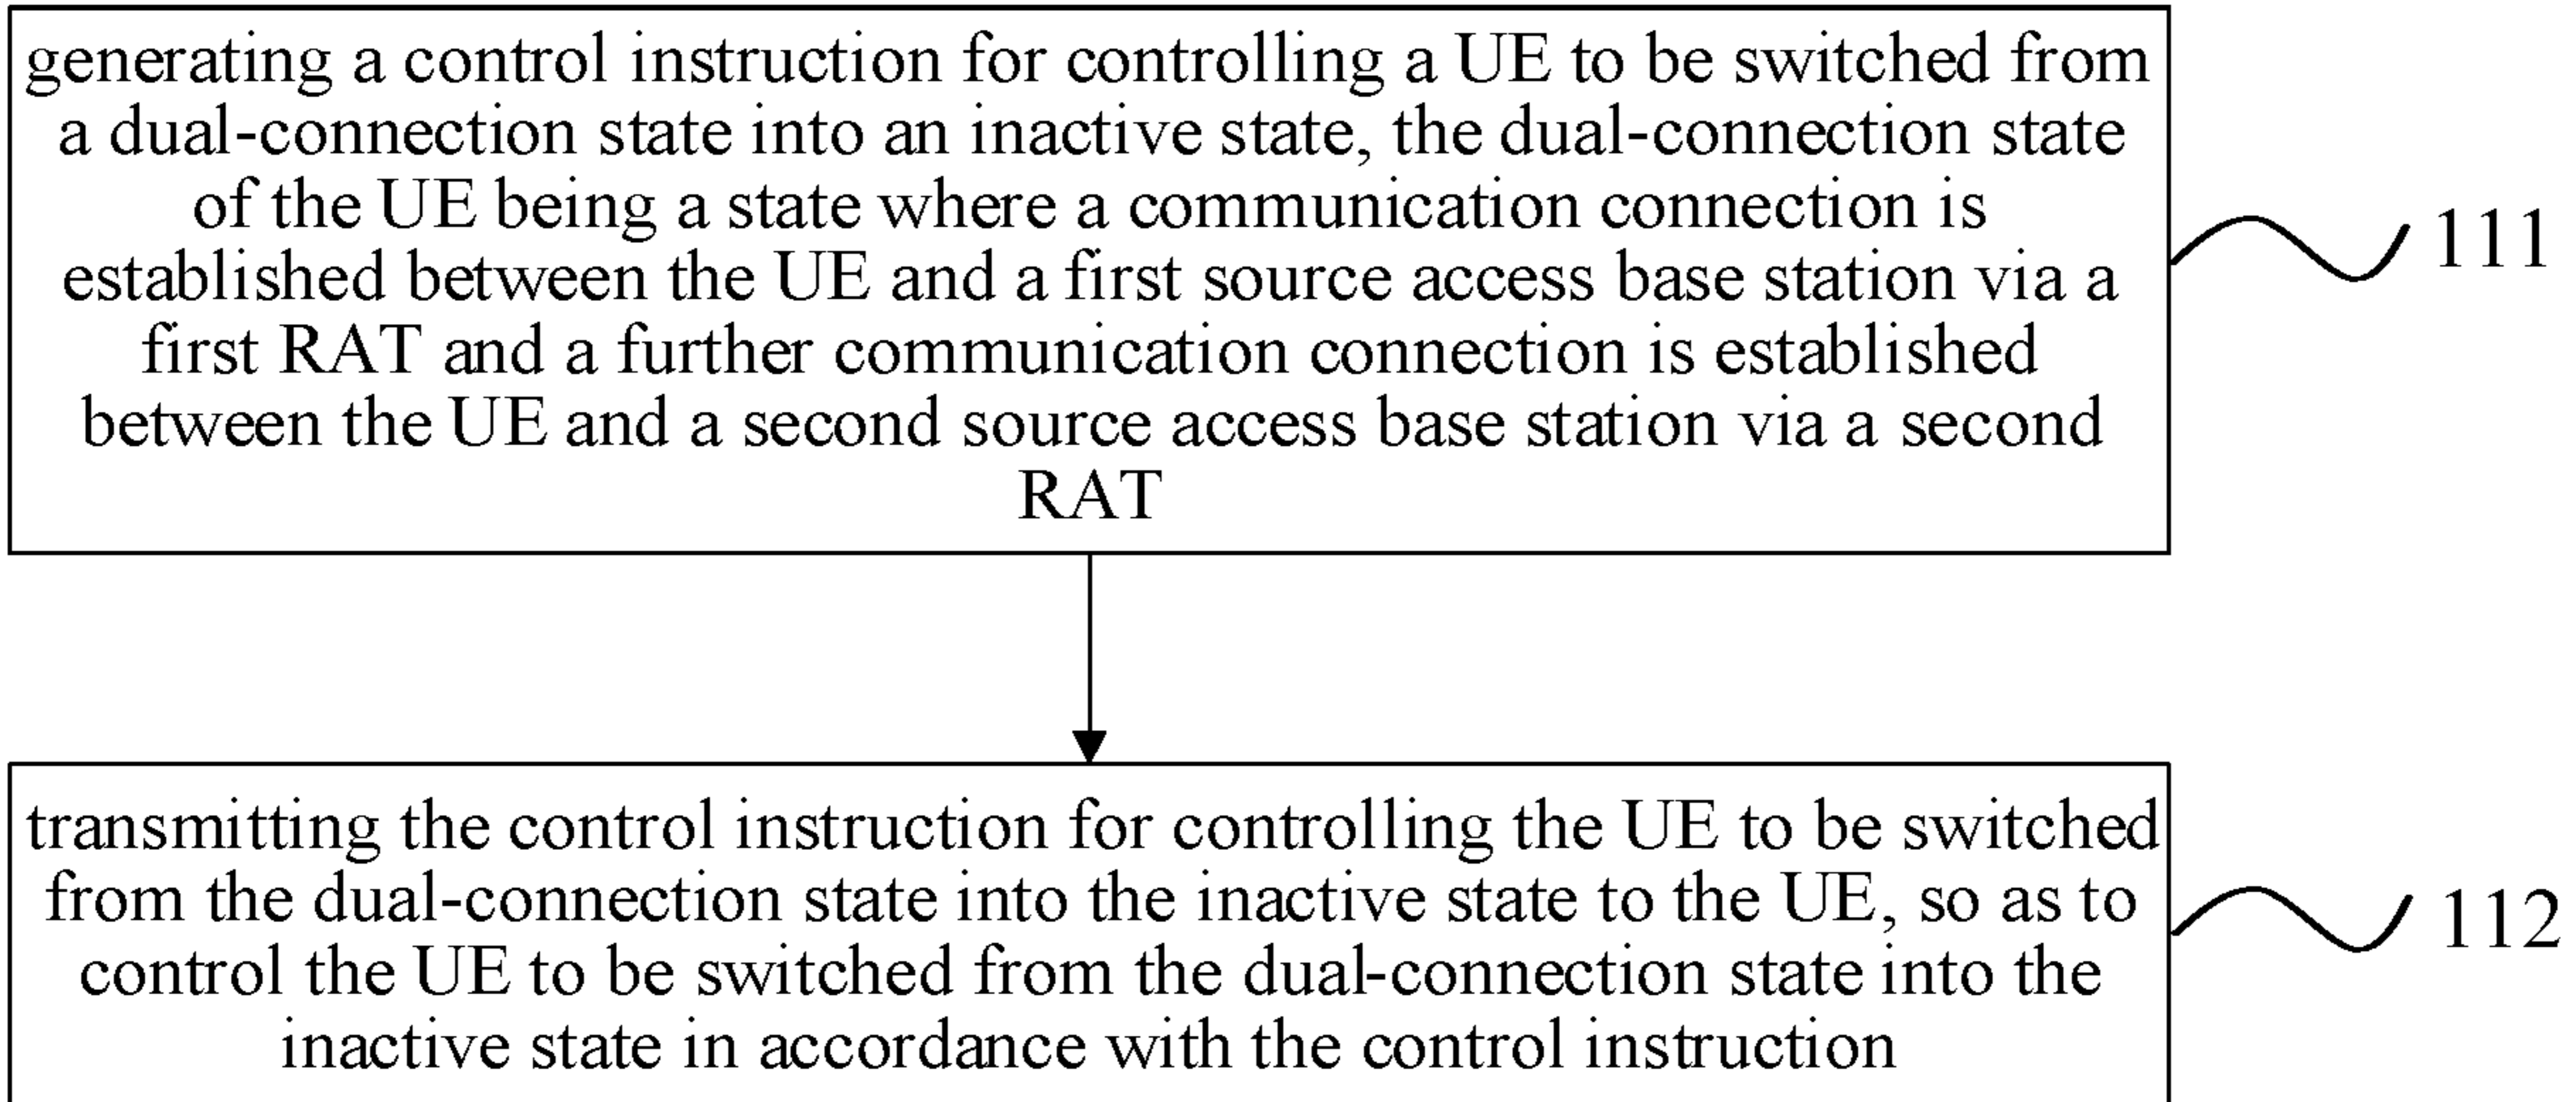 generating a control instruction for controlling a UE to be switched from
a dual-connection state into an inactive state, the dual-connection state
of the UE being a state where a communication connection is
established between the UE and a first source access base station via a
first RAT and a further communication connection is established
between the UE and a second source access base station via a second
RAT
111
transmitting the control instruction for controlling the UE to be switched
from the dual-connection state into the inactive state to the UE, so as to
control the UE to be switched from the dual-connection state into the
inactive state in accordance with the control instruction
112